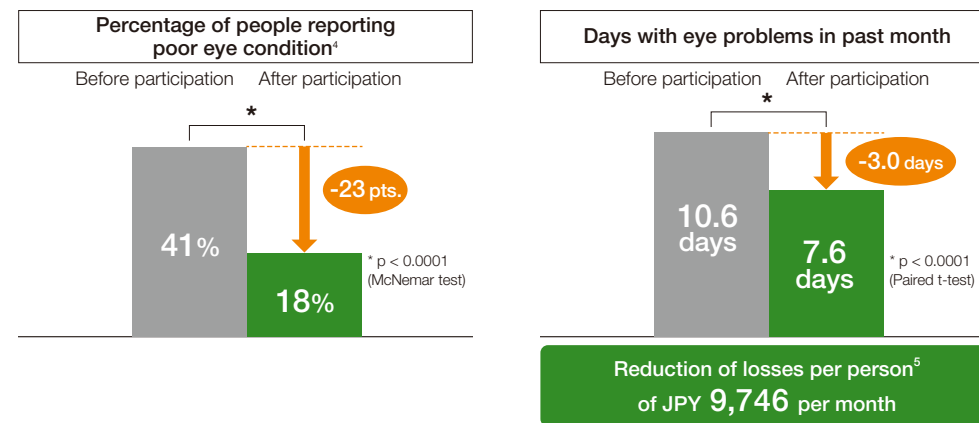 Percentage of people reporting
poor eye condition⁴
Before participation After participation
*
-23 pts.
41%
18%
* p < 0.0001
(McNemar test)
Days with eye problems in past month
Before participation After participation
*
-3.0 days
10.6
days
7.6
days
* p < 0.0001
(Paired t-test)
Reduction of losses per person⁵
of JPY 9,746 per month